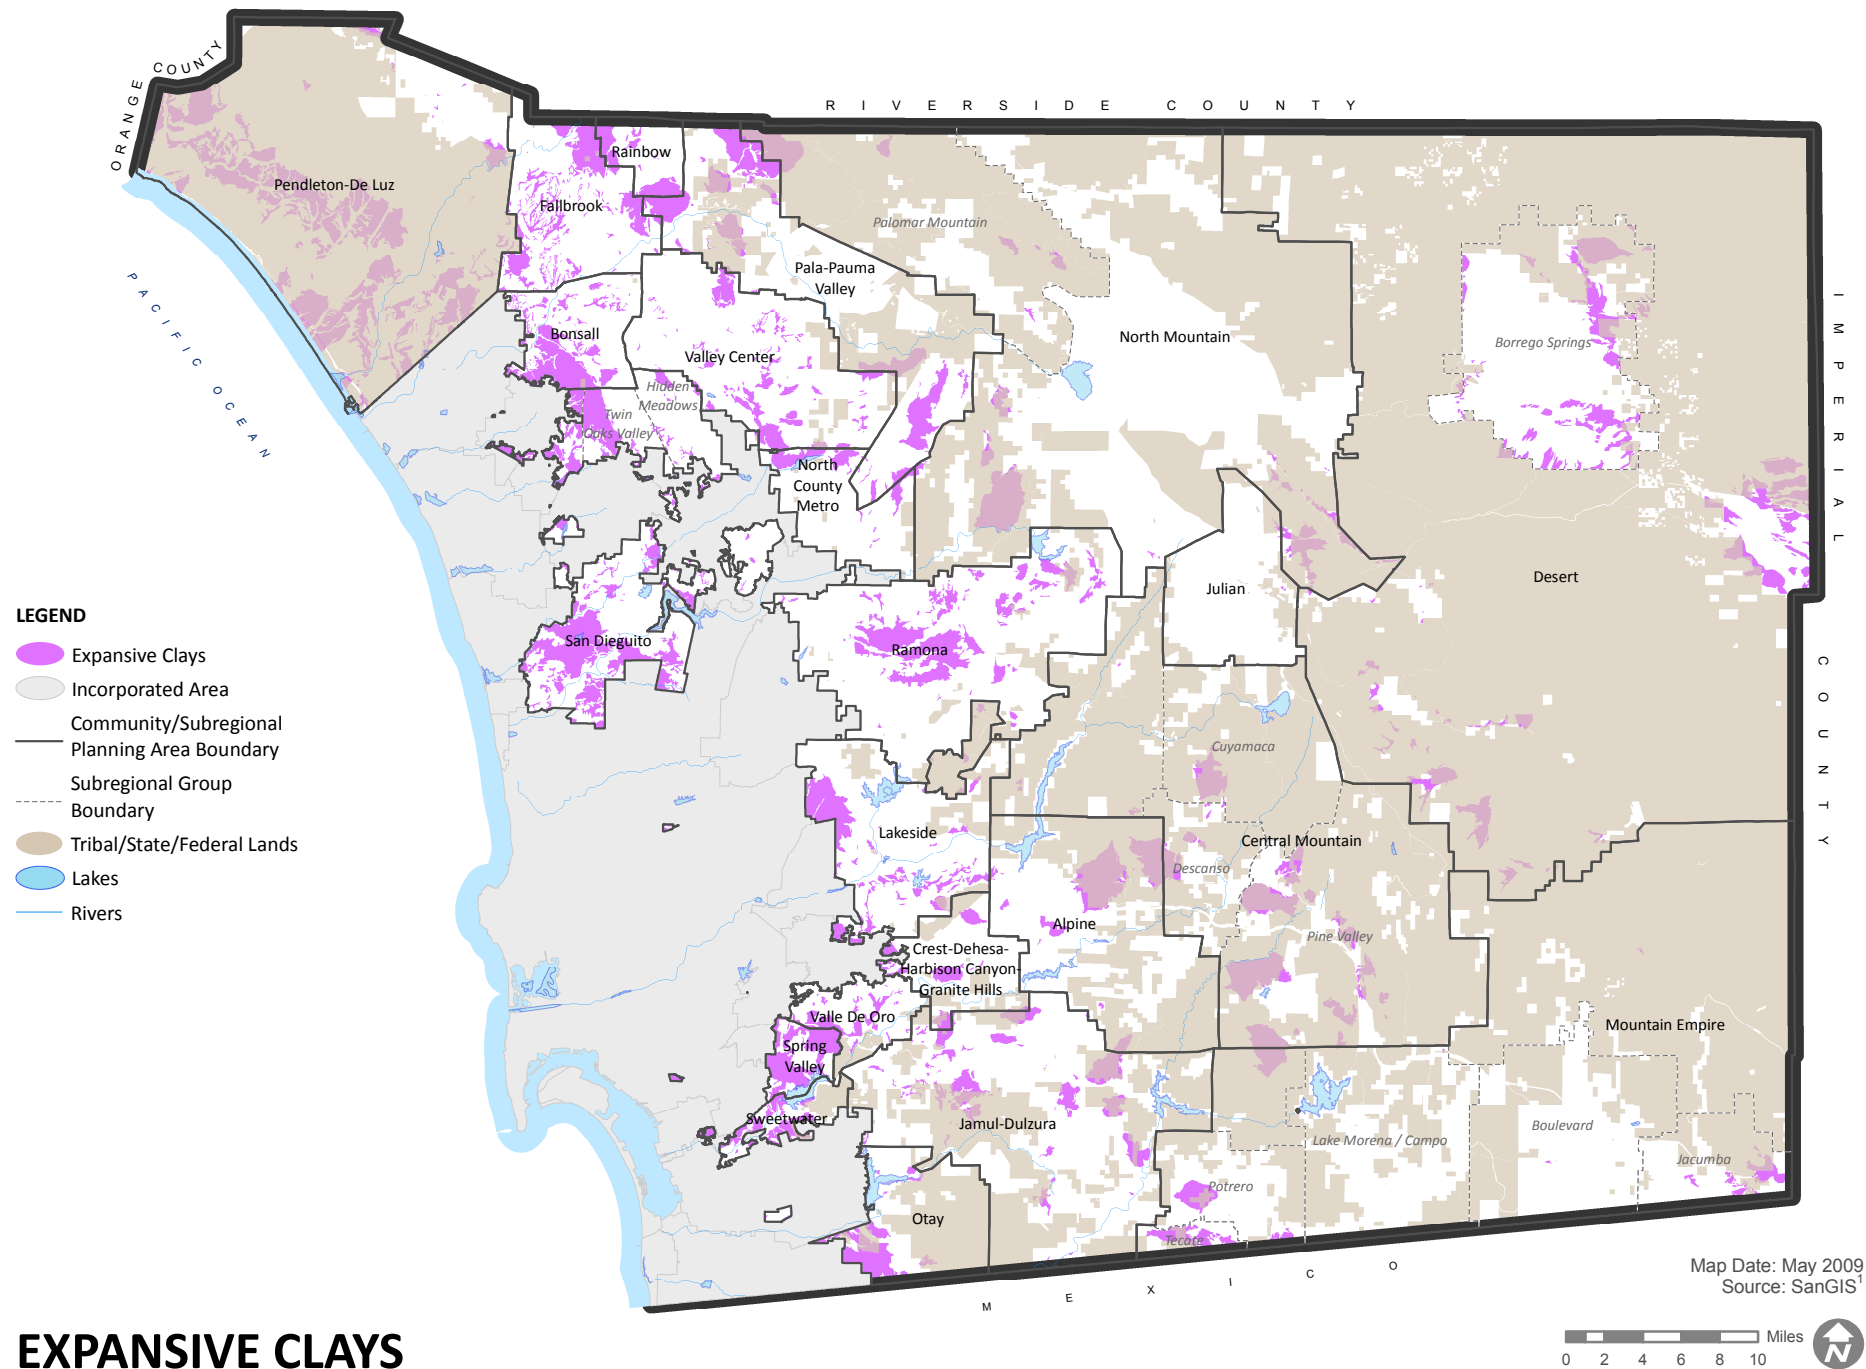 ORANGE COUNTY
RIVERSIDE COUNTY
IMPERIAL COUNTY
MEXICO
PACIFIC OCEAN
Pendleton-De Luz
Rainbow
Fallbrook
Palomar Mountain
Pala-Pauma
Valley
North Mountain
Borrego Springs
Bonsall
Valley Center
Hidden
Meadows
Twin
Oaks Valley
North
County
Metro
Desert
Julian
San Dieguito
Ramona
Cuyamaca
Lakeside
Central Mountain
Descanso
Alpine
Pine Valley
Crest-Dehesa-
Harbison Canyon-
Granite Hills
Valle De Oro
Spring
Valley
Mountain Empire
Sweetwater
Jamul-Dulzura
Lake Morena / Campo
Boulevard
Jacumba
Potrero
Otay
Tecate
LEGEND
Expansive Clays
Incorporated Area
Community/Subregional
Planning Area Boundary
Subregional Group
Boundary
Tribal/State/Federal Lands
Lakes
Rivers
Map Date: May 2009
Source: SanGIS1
Miles
0 2 4 6 8 10
N
EXPANSIVE CLAYS